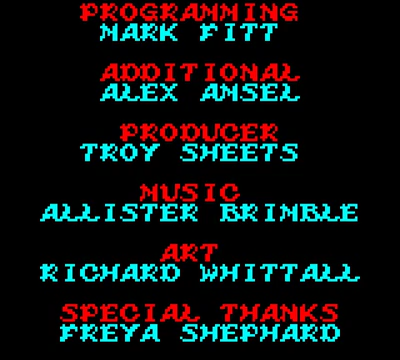 PROGRAMMING
MARK FITT
ADDITIONAL
ALEX AMSEL
PRODUCER
TROY SHEETS
MUSIC
ALLISTER BRIMBLE
ART
RICHARD WHITTALL
SPECIAL THANKS
FREYA SHEPHARD